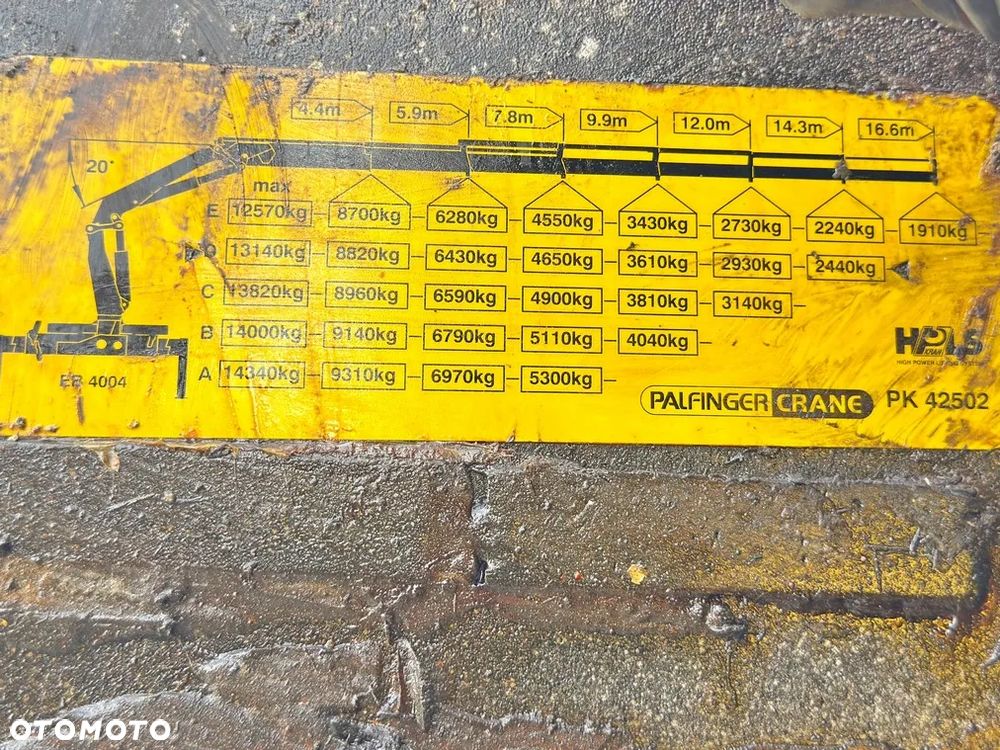 4.4m 5.9m 7.8m 9.9m 12.0m 14.3m 16.6m
20°
max
E 12570kg 8700kg 6280kg 4550kg 3430kg 2730kg 2240kg 1910kg
13140kg 8820kg 6430kg 4650kg 3610kg 2930kg 2440kg
C 13820kg 8960kg 6590kg 4900kg 3810kg 3140kg
B 14000kg 9140kg 6790kg 5110kg 4040kg
A 14340kg 9310kg 6970kg 5300kg
HPLS
KRAN
HIGH POWER LIFTING SYSTEM
EB 4004
PALFINGER CRANE PK 42502
OTOMOTO